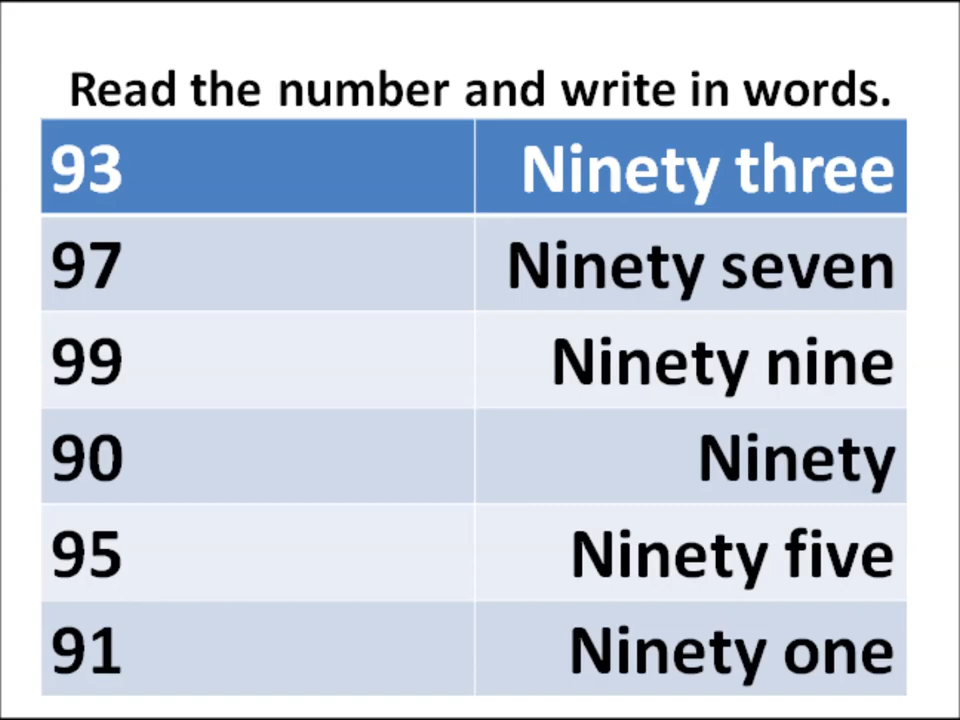 Read the number and write in words.
93 Ninety three
97 Ninety seven
99 Ninety nine
90 Ninety
95 Ninety five
91 Ninety one